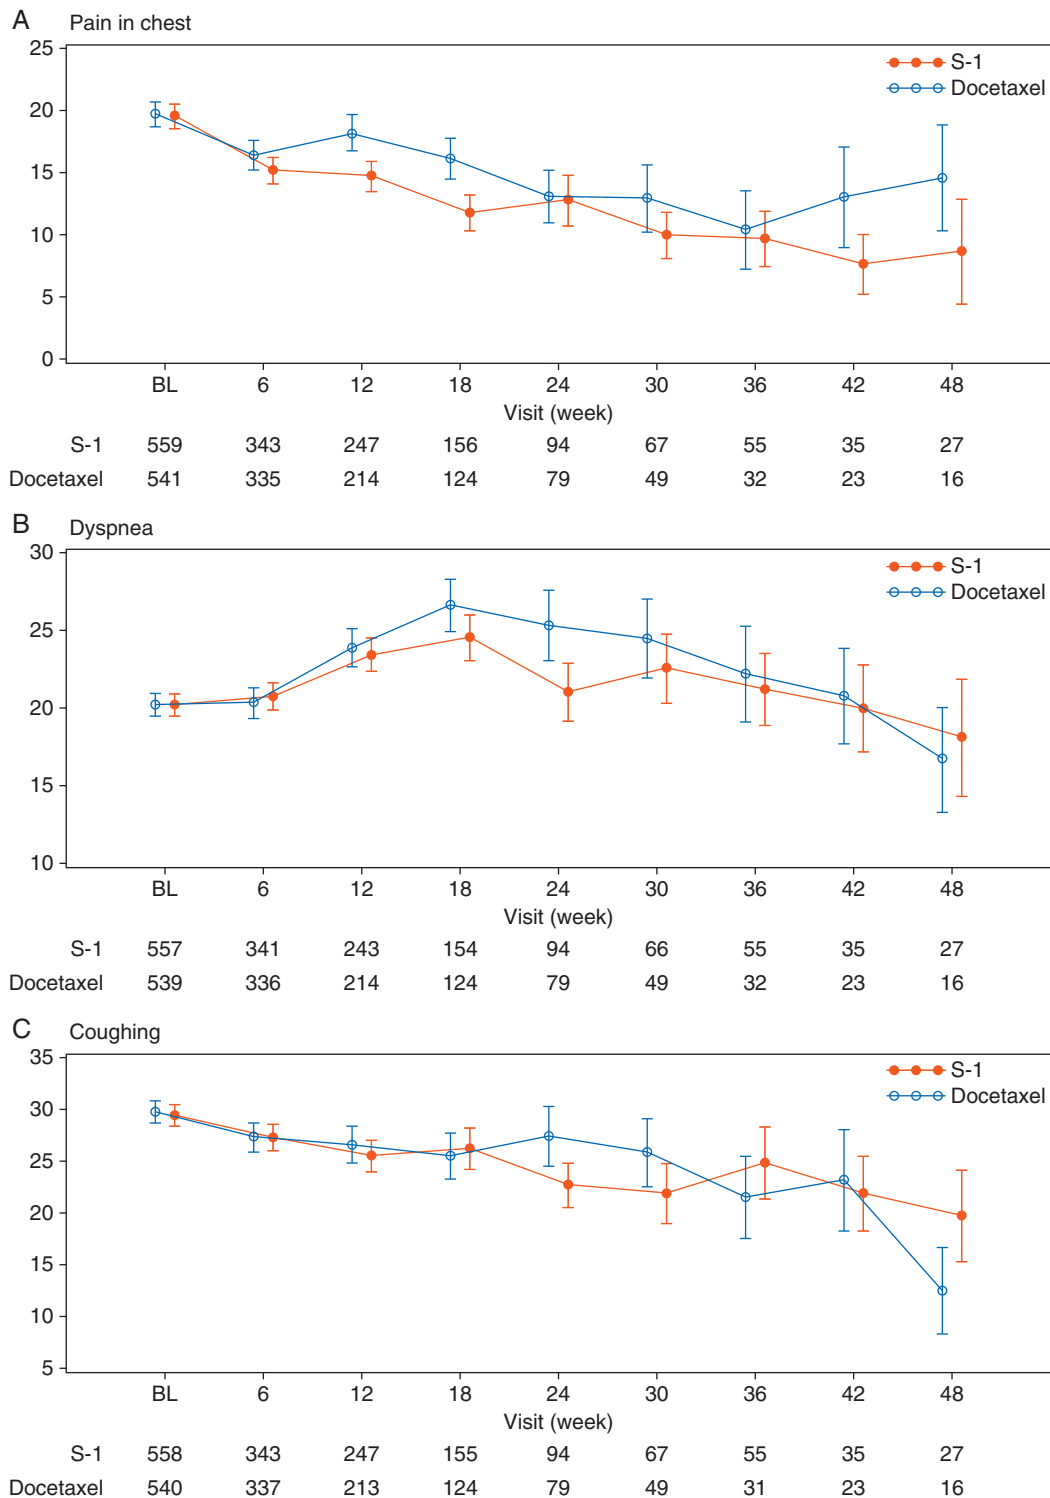 A Pain in chest
25
S-1
Docetaxel
20
15
10
5
0
BL 6 12 18 24 30 36 42 48
Visit (week)
S-1 559 343 247 156 94 67 55 35 27
Docetaxel 541 335 214 124 79 49 32 23 16
B Dyspnea
30
S-1
Docetaxel
25
20
15
10
BL 6 12 18 24 30 36 42 48
Visit (week)
S-1 557 341 243 154 94 66 55 35 27
Docetaxel 539 336 214 124 79 49 32 23 16
C Coughing
35
S-1
Docetaxel
30
25
20
15
10
5
BL 6 12 18 24 30 36 42 48
Visit (week)
S-1 558 343 247 155 94 67 55 35 27
Docetaxel 540 337 213 124 79 49 31 23 16